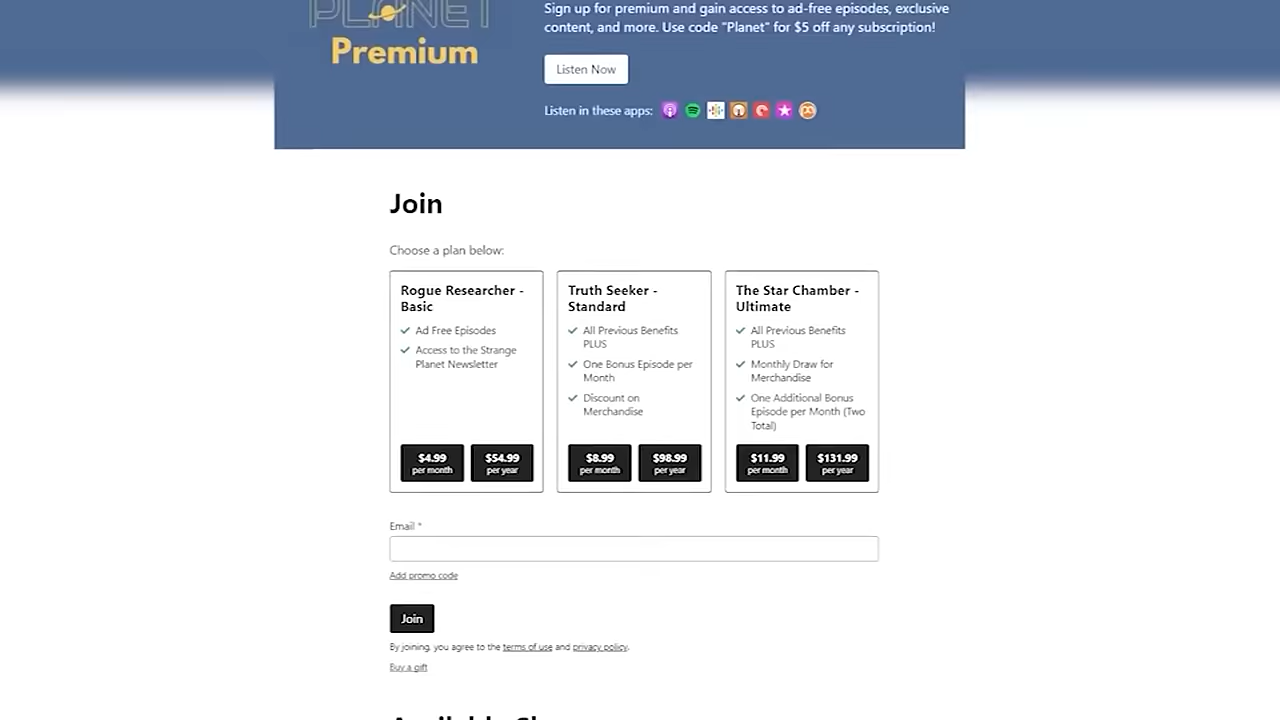 PLANET
Premium
Sign up for premium and gain access to ad-free episodes, exclusive
content, and more. Use code "Planet" for $5 off any subscription!
Listen Now
Listen in these apps:
Join
Choose a plan below:
Rogue Researcher -
Basic
Ad Free Episodes
Access to the Strange
Planet Newsletter
$4.99
per month
$54.99
per year
Truth Seeker -
Standard
All Previous Benefits
PLUS
One Bonus Episode per
Month
Discount on
Merchandise
$8.99
per month
$98.99
per year
The Star Chamber -
Ultimate
All Previous Benefits
PLUS
Monthly Draw for
Merchandise
One Additional Bonus
Episode per Month (Two
Total)
$11.99
per month
$131.99
per year
Email *
Add promo code
Join
By joining, you agree to the terms of use and privacy policy.
Buy a gift